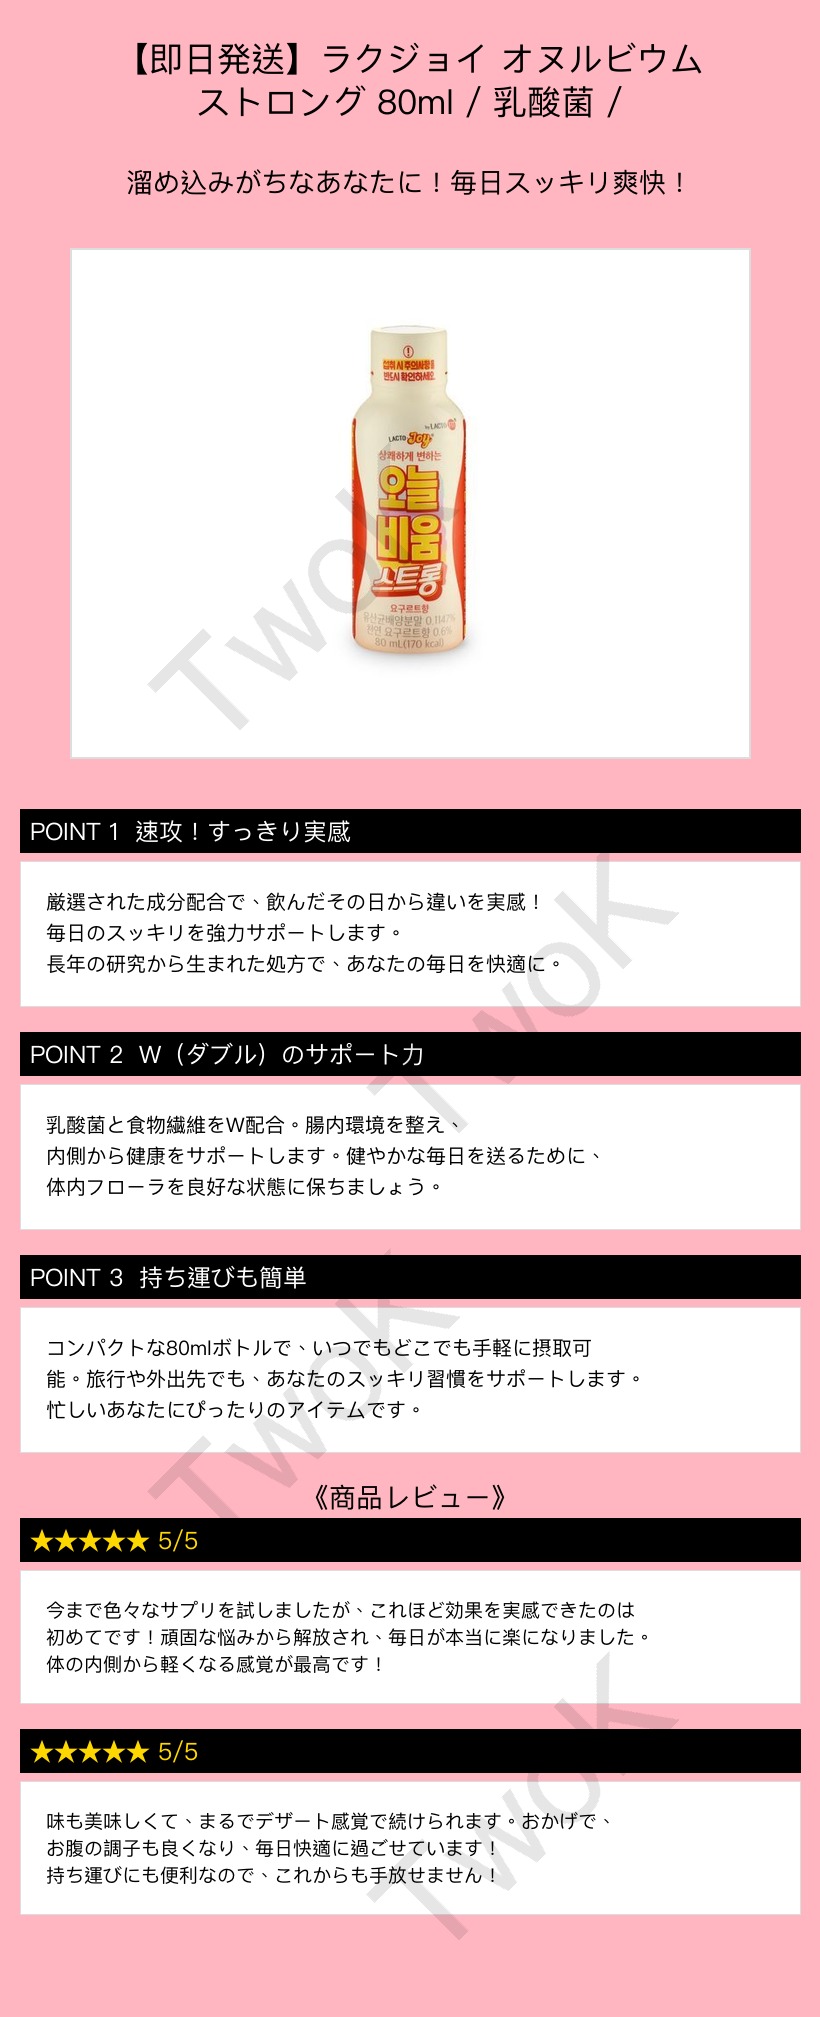 【即日発送】ラクジョイ オヌルビウム
ストロング 80ml / 乳酸菌 /
溜め込みがちなあなたに！毎日スッキリ爽快！
섭취 시 주의사항을
반드시 확인하세요
by LACTO
LACTO Joy
상쾌하게 변하는
오늘
비움
스트롱
요구르트향
유산균배양분말 0.1147%
천연 요구르트향 0.6%
80 mL(170 kcal)
TwoK
POINT 1 速攻！すっきり実感
厳選された成分配合で、飲んだその日から違いを実感！
毎日のスッキリを強力サポートします。
長年の研究から生まれた処方で、あなたの毎日を快適に。
TwoK
POINT 2 W（ダブル）のサポート力
乳酸菌と食物繊維をW配合。腸内環境を整え、
内側から健康をサポートします。健やかな毎日を送るために、
体内フローラを良好な状態に保ちましょう。
POINT 3 持ち運びも簡単
コンパクトな80mlボトルで、いつでもどこでも手軽に摂取可
能。旅行や外出先でも、あなたのスッキリ習慣をサポートします。
忙しいあなたにぴったりのアイテムです。
TwoK
《商品レビュー》
★★★★★ 5/5
今まで色々なサプリを試しましたが、これほど効果を実感できたのは
初めてです！頑固な悩みから解放され、毎日が本当に楽になりました。
体の内側から軽くなる感覚が最高です！
★★★★★ 5/5
味も美味しくて、まるでデザート感覚で続けられます。おかげで、
お腹の調子も良くなり、毎日快適に過ごせています！
持ち運びにも便利なので、これからも手放せません！
TwoK